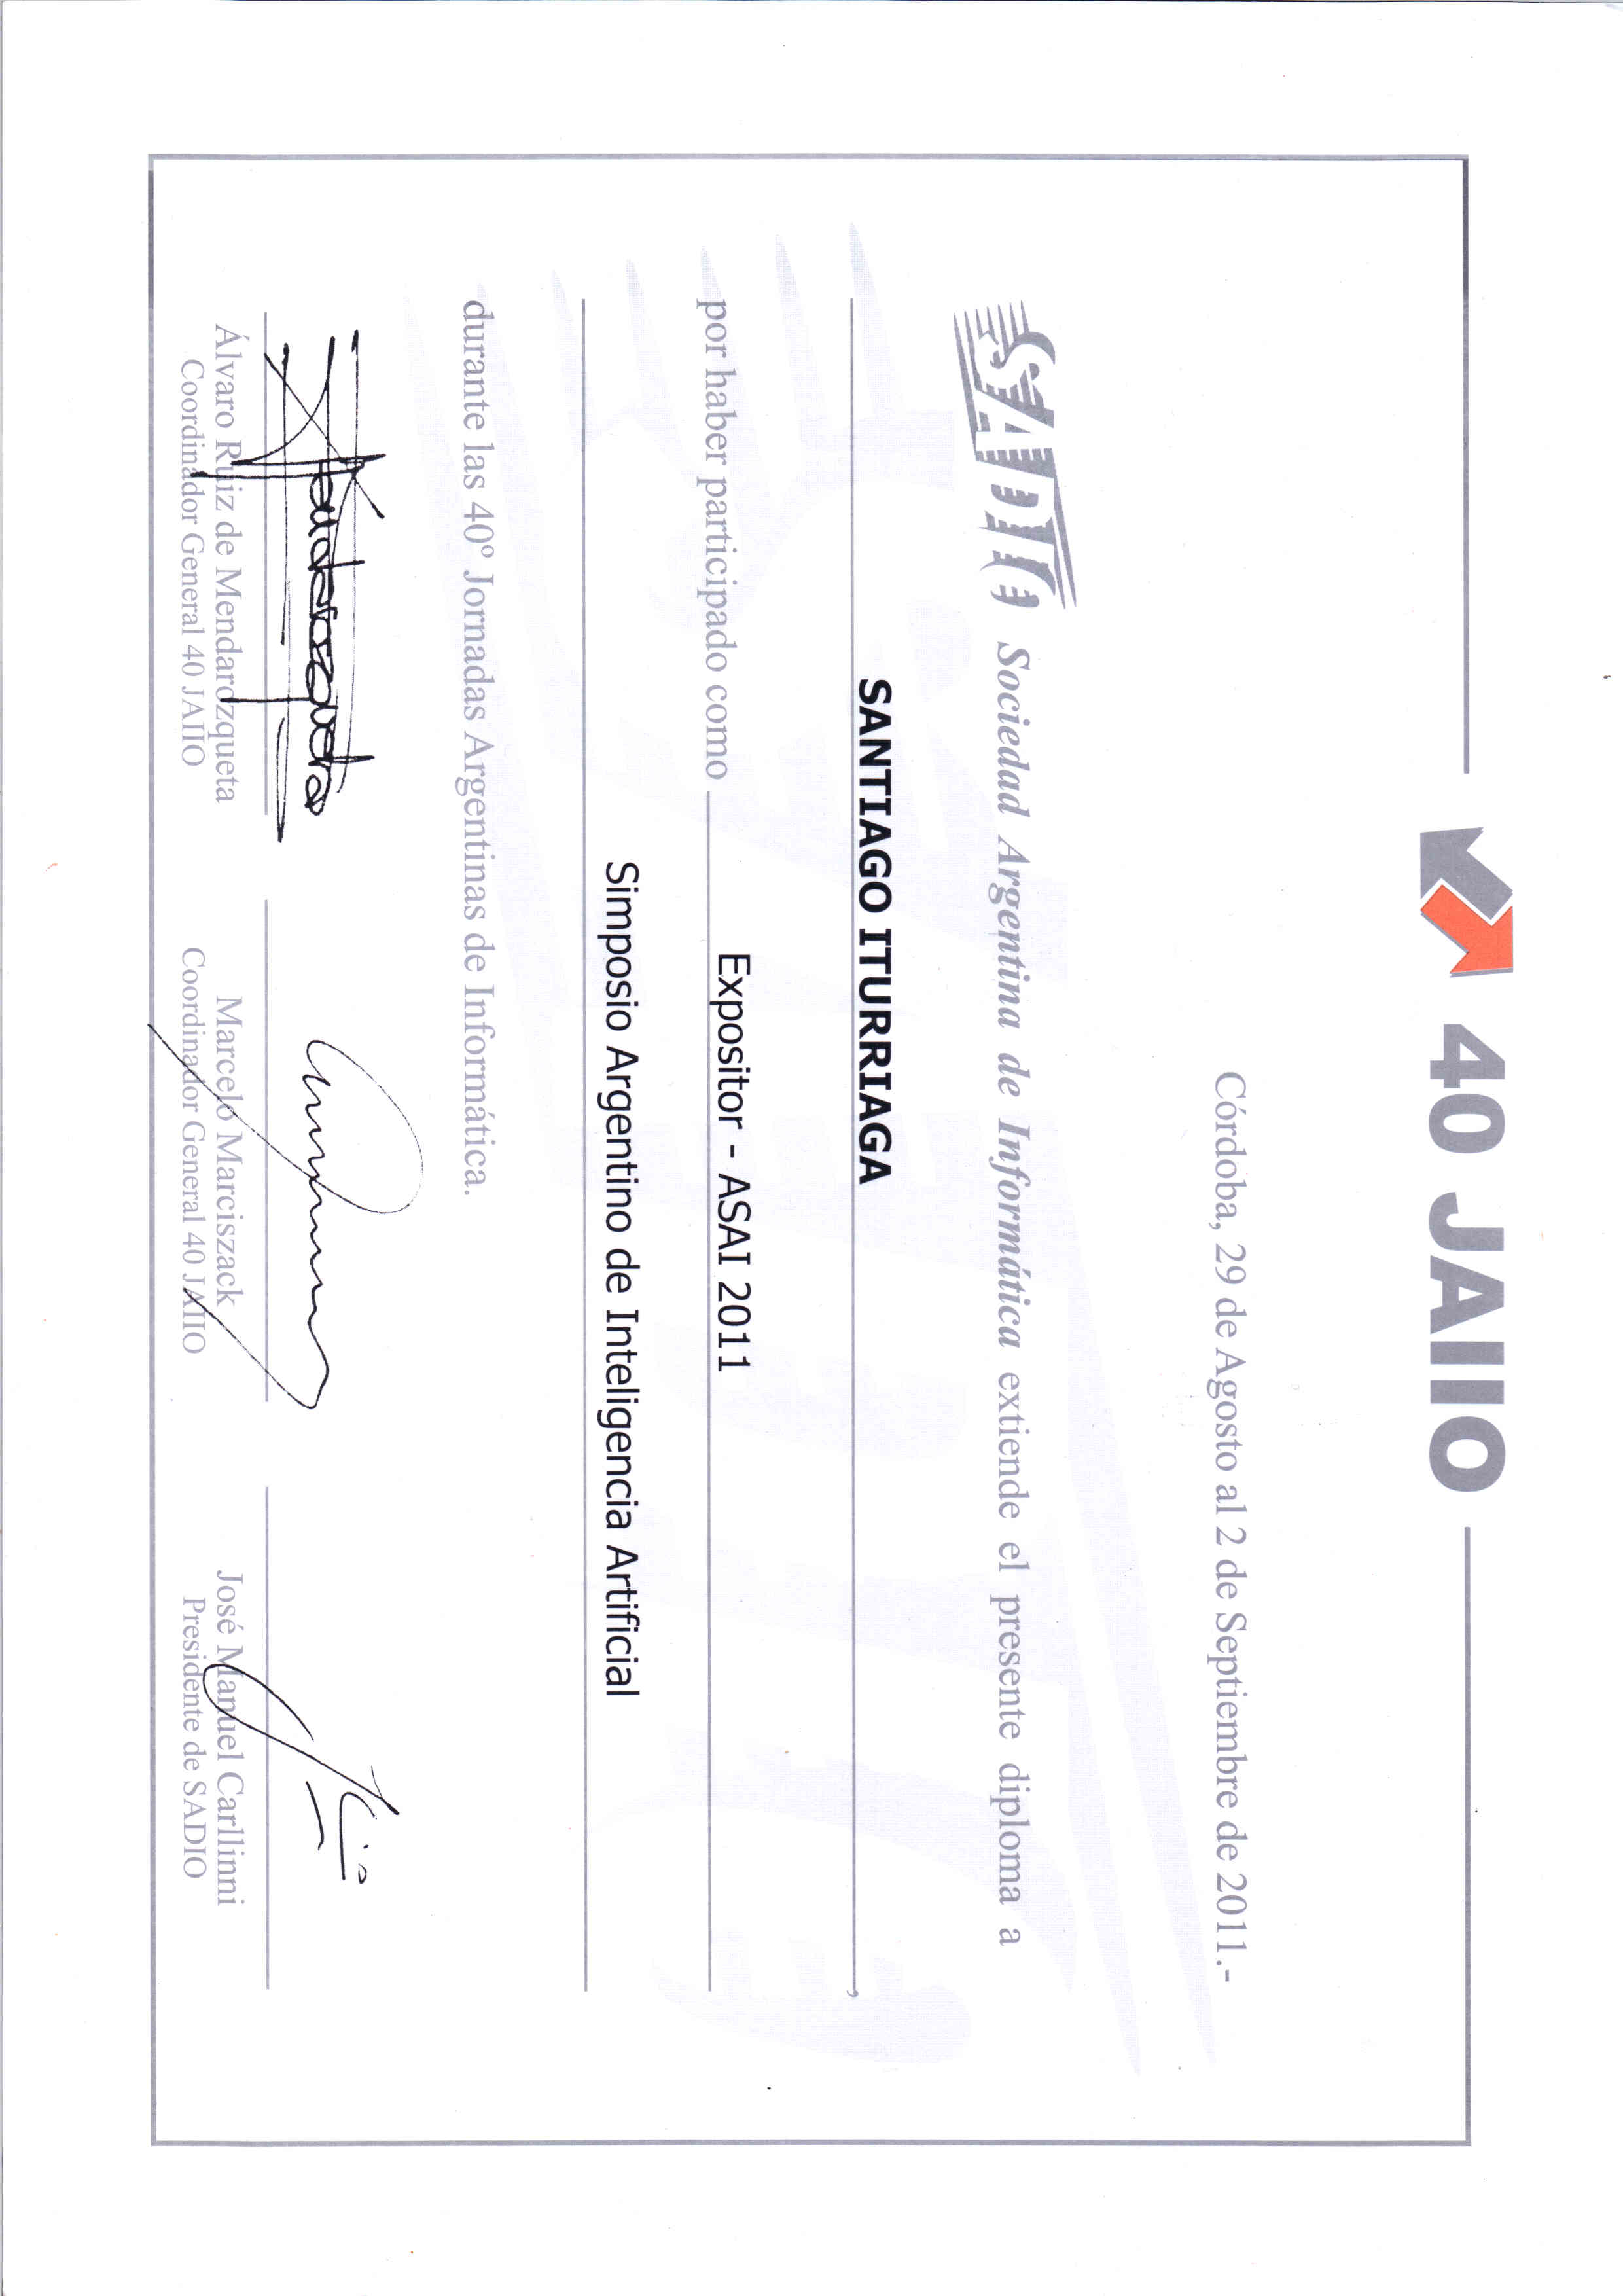 40 JAIIO
Córdoba, 29 de Agosto al 2 de Septiembre de 2011.-
SADIO Sociedad Argentina de Informática extiende el presente diploma a
SANTIAGO ITURRIAGA,
por haber participado como Expositor - ASAI 2011
Simposio Argentino de Inteligencia Artificial
durante las 40º Jornadas Argentinas de Informática.
Álvaro Ruiz de Mendarozqueta
Coordinador General 40 JAIIO
Marcelo Marciszack
Coordinador General 40 JAIIO
José Manuel Carllinni
Presidente de SADIO